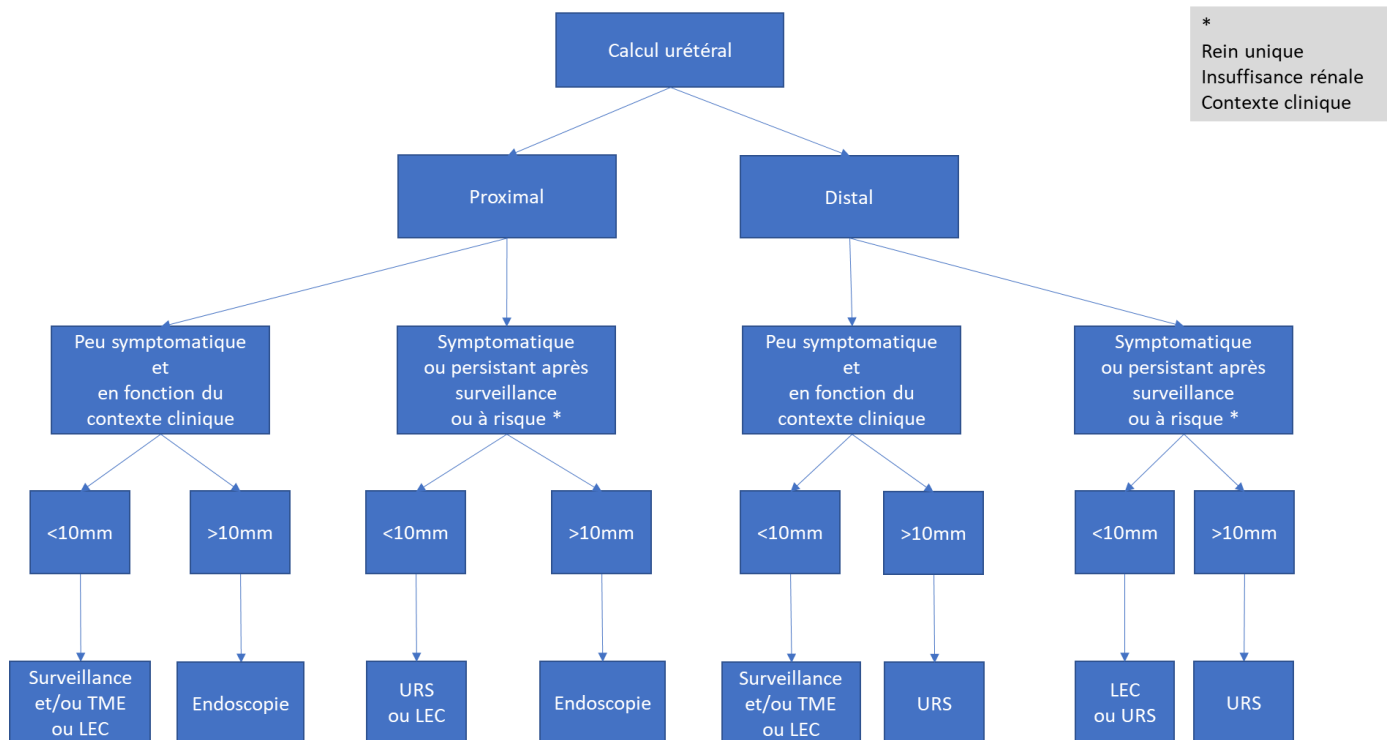 Calcul urétéral
*
Rein unique
Insuffisance rénale
Contexte clinique
Proximal
Distal
Peu symptomatique
et
en fonction du
contexte clinique
Symptomatique
ou persistant après
surveillance
ou à risque *
Peu symptomatique
et
en fonction du
contexte clinique
Symptomatique
ou persistant après
surveillance
ou à risque *
<10mm
>10mm
<10mm
>10mm
<10mm
>10mm
<10mm
>10mm
Surveillance
et/ou TME
ou LEC
Endoscopie
URS
ou LEC
Endoscopie
Surveillance
et/ou TME
ou LEC
URS
LEC
ou URS
URS